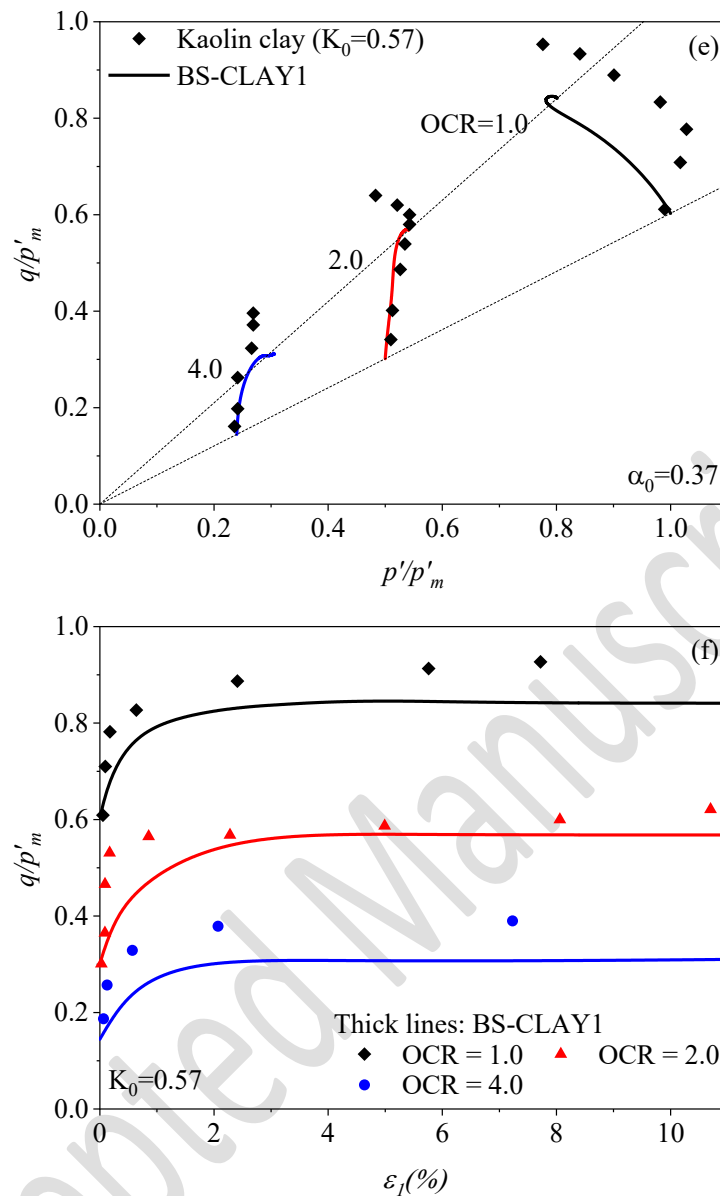 (e)
Kaolin clay (K₀=0.57)
BS-CLAY1
OCR=1.0
2.0
4.0
α₀=0.37
1.0
0.8
0.6
0.4
0.2
0.0
q/p'ₘ
0.0 0.2 0.4 0.6 0.8 1.0
p'/p'ₘ
(f)
1.0
0.8
0.6
0.4
0.2
0.0
q/p'ₘ
Thick lines: BS-CLAY1
OCR = 1.0 OCR = 2.0
OCR = 4.0
K₀=0.57
0 2 4 6 8 10
ε₁(%)
pted Manuscr